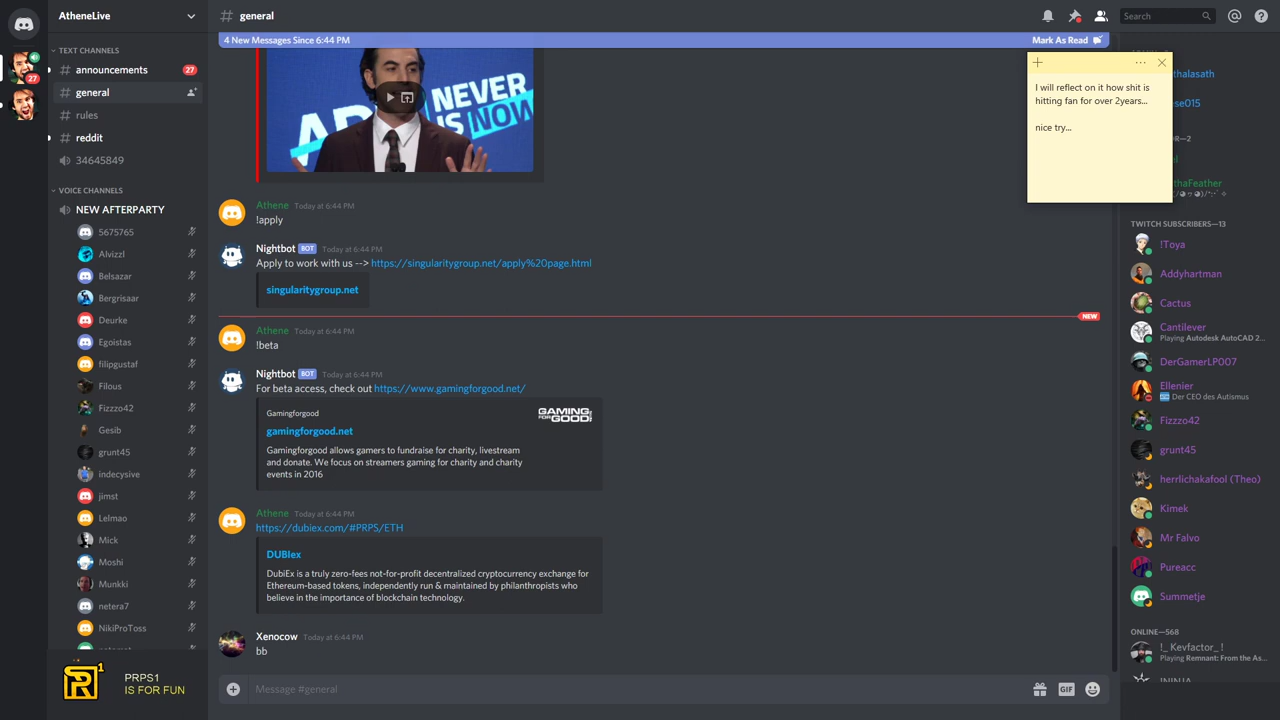 AtheneLive
TEXT CHANNELS
announcements 27
27
general
rules
reddit
34645849
VOICE CHANNELS
NEW AFTERPARTY
5675765
Alvizzl
Belsazar
Bergrisaar
Deurke
Egoistas
filipgustaf
Filous
Fizzzo42
Gesib
grunt45
indecysive
jimst
Lelmao
Mick
Moshi
Munkki
netera7
NikiProToss
PRPS1
IS FOR FUN
# general
Search
4 New Messages Since 6:44 PM
Mark As Read
NEVER
IS NOW
Athene Today at 6:44 PM
!apply
Nightbot BOT Today at 6:44 PM
Apply to work with us --> https://singularitygroup.net/apply%20page.html
singularitygroup.net
NEW
Athene Today at 6:44 PM
!beta
Nightbot BOT Today at 6:44 PM
For beta access, check out https://www.gamingforgood.net/
Gamingforgood
GAMING
FOR GOOD
gamingforgood.net
Gamingforgood allows gamers to fundraise for charity, livestream
and donate. We focus on streamers gaming for charity and charity
events in 2016
Athene Today at 6:44 PM
https://dubiex.com/#PRPS/ETH
DUBIex
DubiEx is a truly zero-fees not-for-profit decentralized cryptocurrency exchange for
Ethereum-based tokens, independently run & maintained by philanthropists who
believe in the importance of blockchain technology.
Xenocow Today at 6:44 PM
bb
Message #general
GIF
I will reflect on it how shit is
hitting fan for over 2years...
nice try...
thalasath
se015
OR—2
el
thaFeather
TWITCH SUBSCRIBERS—13
!Toya
Addyhartman
Cactus
Cantilever
Playing Autodesk AutoCAD 2...
DerGamerLP007
Ellenier
Der CEO des Autismus
Fizzzo42
grunt45
herrlichakafool (Theo)
Kimek
Mr Falvo
Pureacc
Summetje
ONLINE—568
!_ Kevfactor_ !
Playing Remnant: From the As...